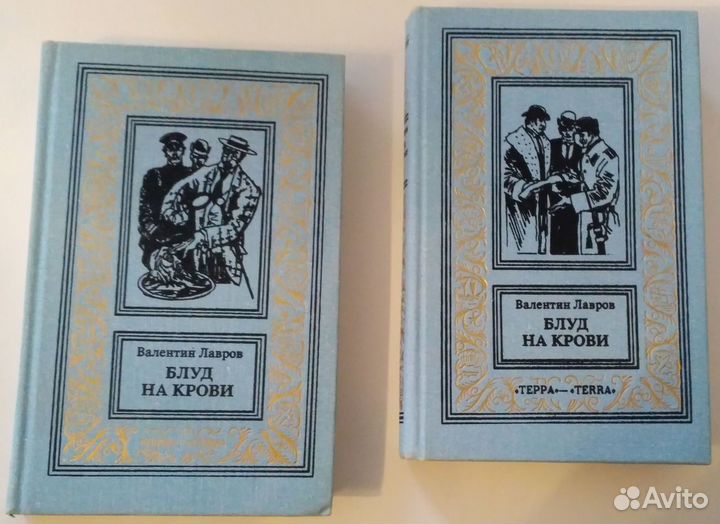 Валентин Лавров
БЛУД
НА КРОВИ
Валентин Лавров
БЛУД
НА КРОВИ
«ТЕРРА»—«TERRA»
Avito